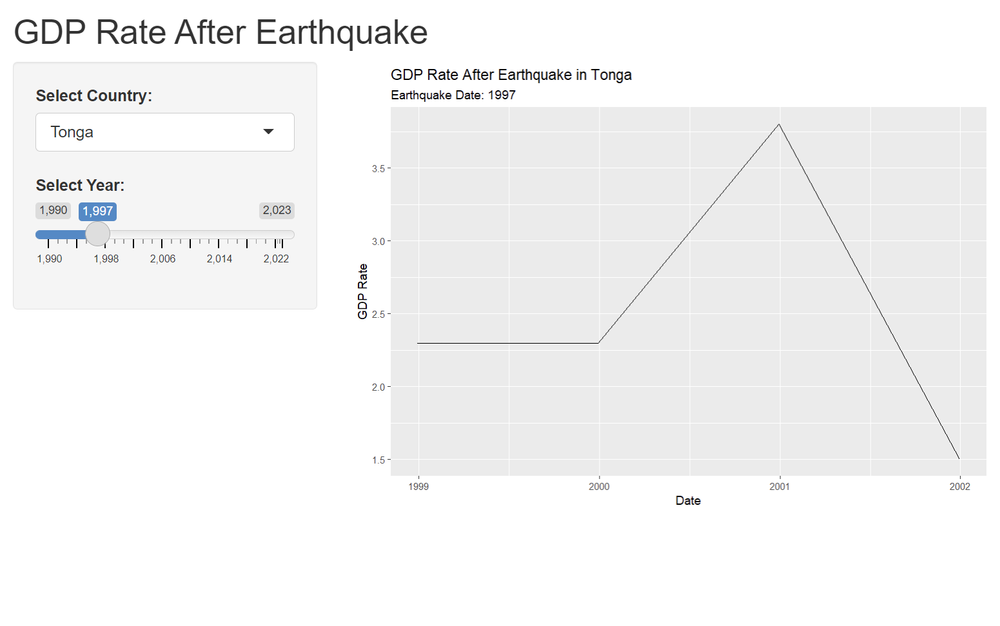 GDP Rate After Earthquake
Select Country:
Tonga
Select Year:
1,990 1,997 2,023
1,990 1,998 2,006 2,014 2,022
GDP Rate After Earthquake in Tonga
Earthquake Date: 1997
GDP Rate
3.5
3.0
2.5
2.0
1.5
1999 2000 2001 2002
Date